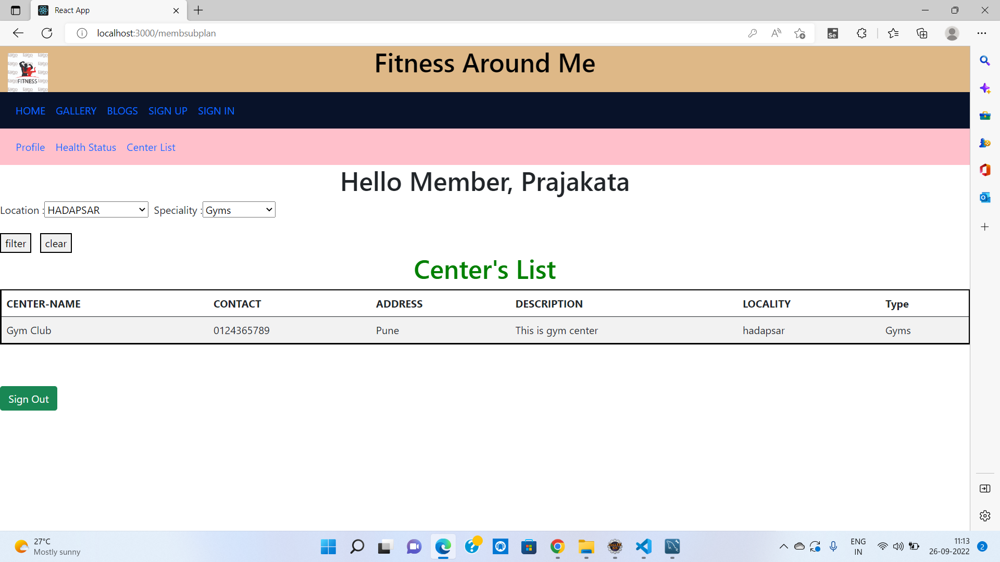 React App
localhost:3000/membsubplan
Se
Fitness Around Me
FITNESS
HOME GALLERY BLOGS SIGN UP SIGN IN
Profile Health Status Center List
Hello Member, Prajakata
Location : HADAPSAR Speciality : Gyms
filter clear
Center's List
CENTER-NAME CONTACT ADDRESS DESCRIPTION LOCALITY Type
Gym Club 0124365789 Pune This is gym center hadapsar Gyms
Sign Out
27°C
Mostly sunny
ENG
IN
11:13
26-09-2022
2